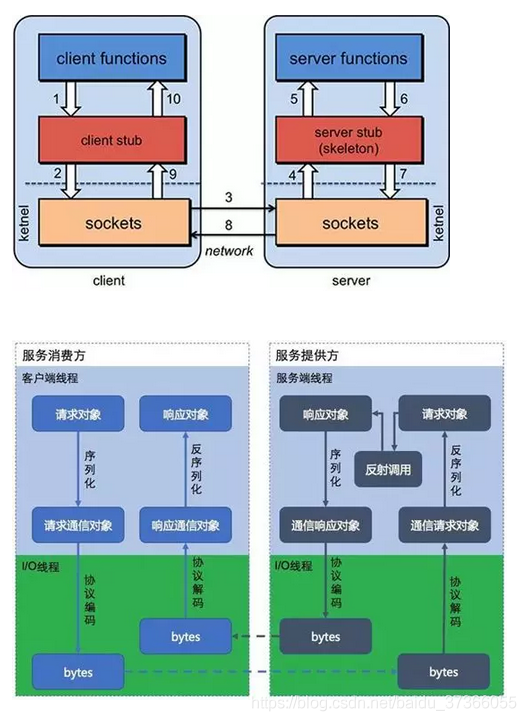 client functions
server functions
1
10
5
6
client stub
server stub
(skeleton)
2
9
4
7
3
ketnel
sockets
8
sockets
ketnel
network
client
server
服务消费方
服务提供方
客户端线程
服务端线程
请求对象
响应对象
响应对象
请求对象
序列化
反序列化
序列化
反射调用
反序列化
请求通信对象
响应通信对象
通信响应对象
通信请求对象
I/O线程
I/O线程
协议编码
协议解码
协议编码
协议解码
bytes
bytes
bytes
bytes
https://blog.csdn.net/baidu_37366055